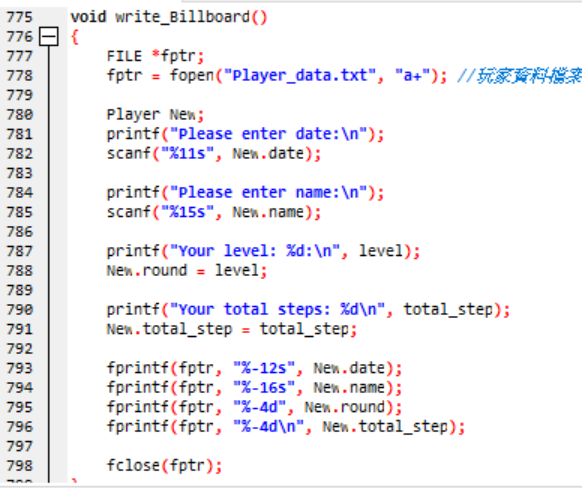 775 void write_Billboard()
776 {
777 FILE *fptr;
778 fptr = fopen("Player_data.txt", "a+"); //玩家資料檔案
779
780 Player New;
781 printf("Please enter date:\n");
782 scanf("%11s", New.date);
783
784 printf("Please enter name:\n");
785 scanf("%15s", New.name);
786
787 printf("Your level: %d:\n", level);
788 New.round = level;
789
790 printf("Your total steps: %d\n", total_step);
791 New.total_step = total_step;
792
793 fprintf(fptr, "%-12s", New.date);
794 fprintf(fptr, "%-16s", New.name);
795 fprintf(fptr, "%-4d", New.round);
796 fprintf(fptr, "%-4d\n", New.total_step);
797
798 fclose(fptr);